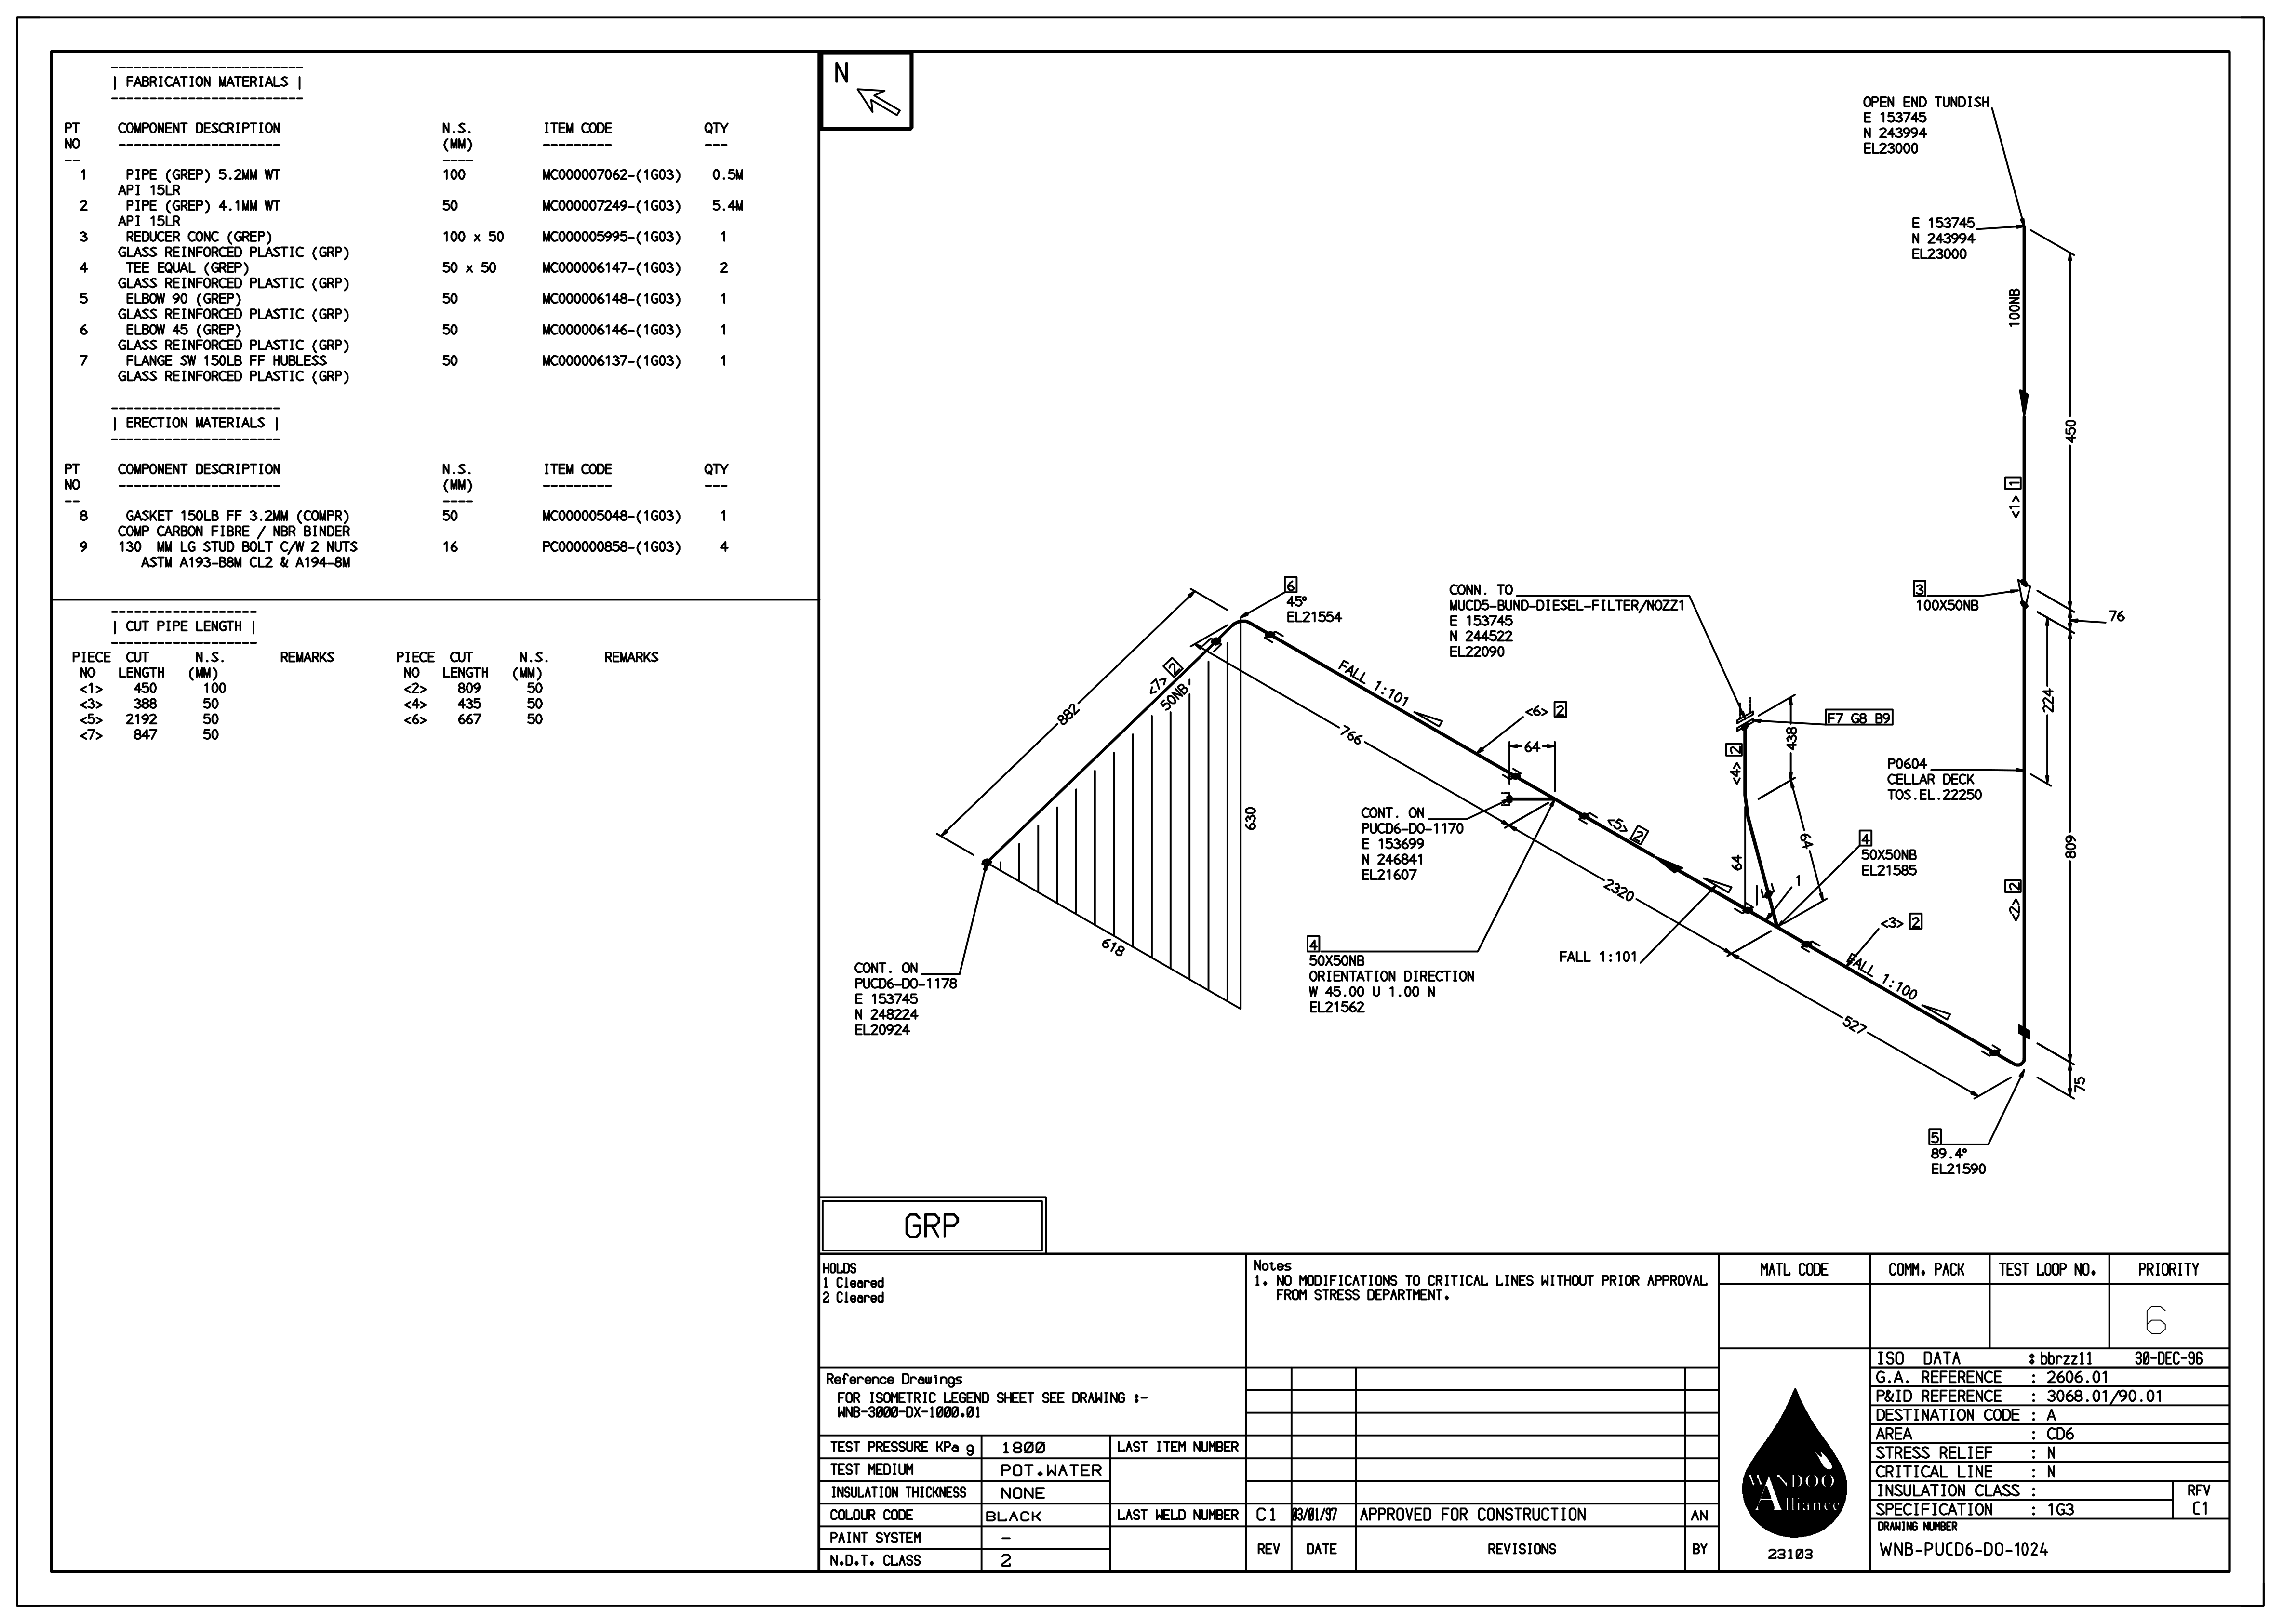 | FABRICATION MATERIALS |
PT NO COMPONENT DESCRIPTION N.S. (MM) ITEM CODE QTY
1 PIPE (GREP) 5.2MM WT 100 MC000007062-(1G03) 0.5M
API 15LR
2 PIPE (GREP) 4.1MM WT 50 MC000007249-(1G03) 5.4M
API 15LR
3 REDUCER CONC (GREP) 100 x 50 MC000005995-(1G03) 1
GLASS REINFORCED PLASTIC (GRP)
4 TEE EQUAL (GREP) 50 x 50 MC000006147-(1G03) 2
GLASS REINFORCED PLASTIC (GRP)
5 ELBOW 90 (GREP) 50 MC000006148-(1G03) 1
GLASS REINFORCED PLASTIC (GRP)
6 ELBOW 45 (GREP) 50 MC000006146-(1G03) 1
GLASS REINFORCED PLASTIC (GRP)
7 FLANGE SW 150LB FF HUBLESS 50 MC000006137-(1G03) 1
GLASS REINFORCED PLASTIC (GRP)
| ERECTION MATERIALS |
PT NO COMPONENT DESCRIPTION N.S. (MM) ITEM CODE QTY
8 GASKET 150LB FF 3.2MM (COMPR) 50 MC000005048-(1G03) 1
COMP CARBON FIBRE / NBR BINDER
9 130 MM LG STUD BOLT C/W 2 NUTS 16 PC000000858-(1G03) 4
ASTM A193-B8M CL2 & A194-8M
| CUT PIPE LENGTH |
PIECE CUT N.S. REMARKS PIECE CUT N.S. REMARKS
NO LENGTH (MM) NO LENGTH (MM)
<1> 450 100 <2> 809 50
<3> 388 50 <4> 435 50
<5> 2192 50 <6> 667 50
<7> 847 50
N
OPEN END TUNDISH
E 153745
N 243994
EL23000
E 153745
N 243994
EL23000
100NB
450
<1> 1
3
100X50NB
76
224
P0604
CELLAR DECK
TOS.EL.22250
809
<2> 2
75
5
89.4°
EL21590
6
45°
EL21554
CONN. TO
MUCD5-BUND-DIESEL-FILTER/NOZZ1
E 153745
N 244522
EL22090
F7 G8 B9
438
<4> 2
64
64
1
4
50X50NB
EL21585
<3> 2
FALL 1:100
527
FALL 1:101
2320
<5> 2
FALL 1:101
<6> 2
64
766
CONT. ON
PUCD6-DO-1170
E 153699
N 246841
EL21607
4
50X50NB
ORIENTATION DIRECTION
W 45.00 U 1.00 N
EL21562
882
<7> 2
50NB
630
618
CONT. ON
PUCD6-DO-1178
E 153745
N 248224
EL20924
GRP
HOLDS
1 Cleared
2 Cleared
Notes
1. NO MODIFICATIONS TO CRITICAL LINES WITHOUT PRIOR APPROVAL
FROM STRESS DEPARTMENT.
MATL CODE COMM. PACK TEST LOOP NO. PRIORITY
6
Reference Drawings
FOR ISOMETRIC LEGEND SHEET SEE DRAWING :-
WNB-3000-DX-1000.01
TEST PRESSURE KPa g 1800 LAST ITEM NUMBER
TEST MEDIUM POT.WATER
INSULATION THICKNESS NONE
COLOUR CODE BLACK LAST WELD NUMBER
PAINT SYSTEM -
N.D.T. CLASS 2
C1 03/01/97 APPROVED FOR CONSTRUCTION AN
REV DATE REVISIONS BY
WANDOO
Alliance
23103
ISO DATA : bbrzz11 30-DEC-96
G.A. REFERENCE : 2606.01
P&ID REFERENCE : 3068.01/90.01
DESTINATION CODE : A
AREA : CD6
STRESS RELIEF : N
CRITICAL LINE : N
INSULATION CLASS :
SPECIFICATION : 1G3
RFV
C1
DRAWING NUMBER
WNB-PUCD6-DO-1024